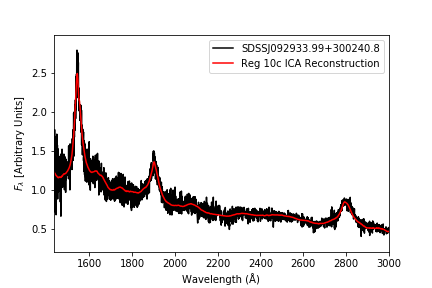 SDSSJ092933.99+300240.8
Reg 10c ICA Reconstruction
2.5
2.0
1.5
1.0
0.5
Fλ [Arbitrary Units]
1600 1800 2000 2200 2400 2600 2800 3000
Wavelength (Å)